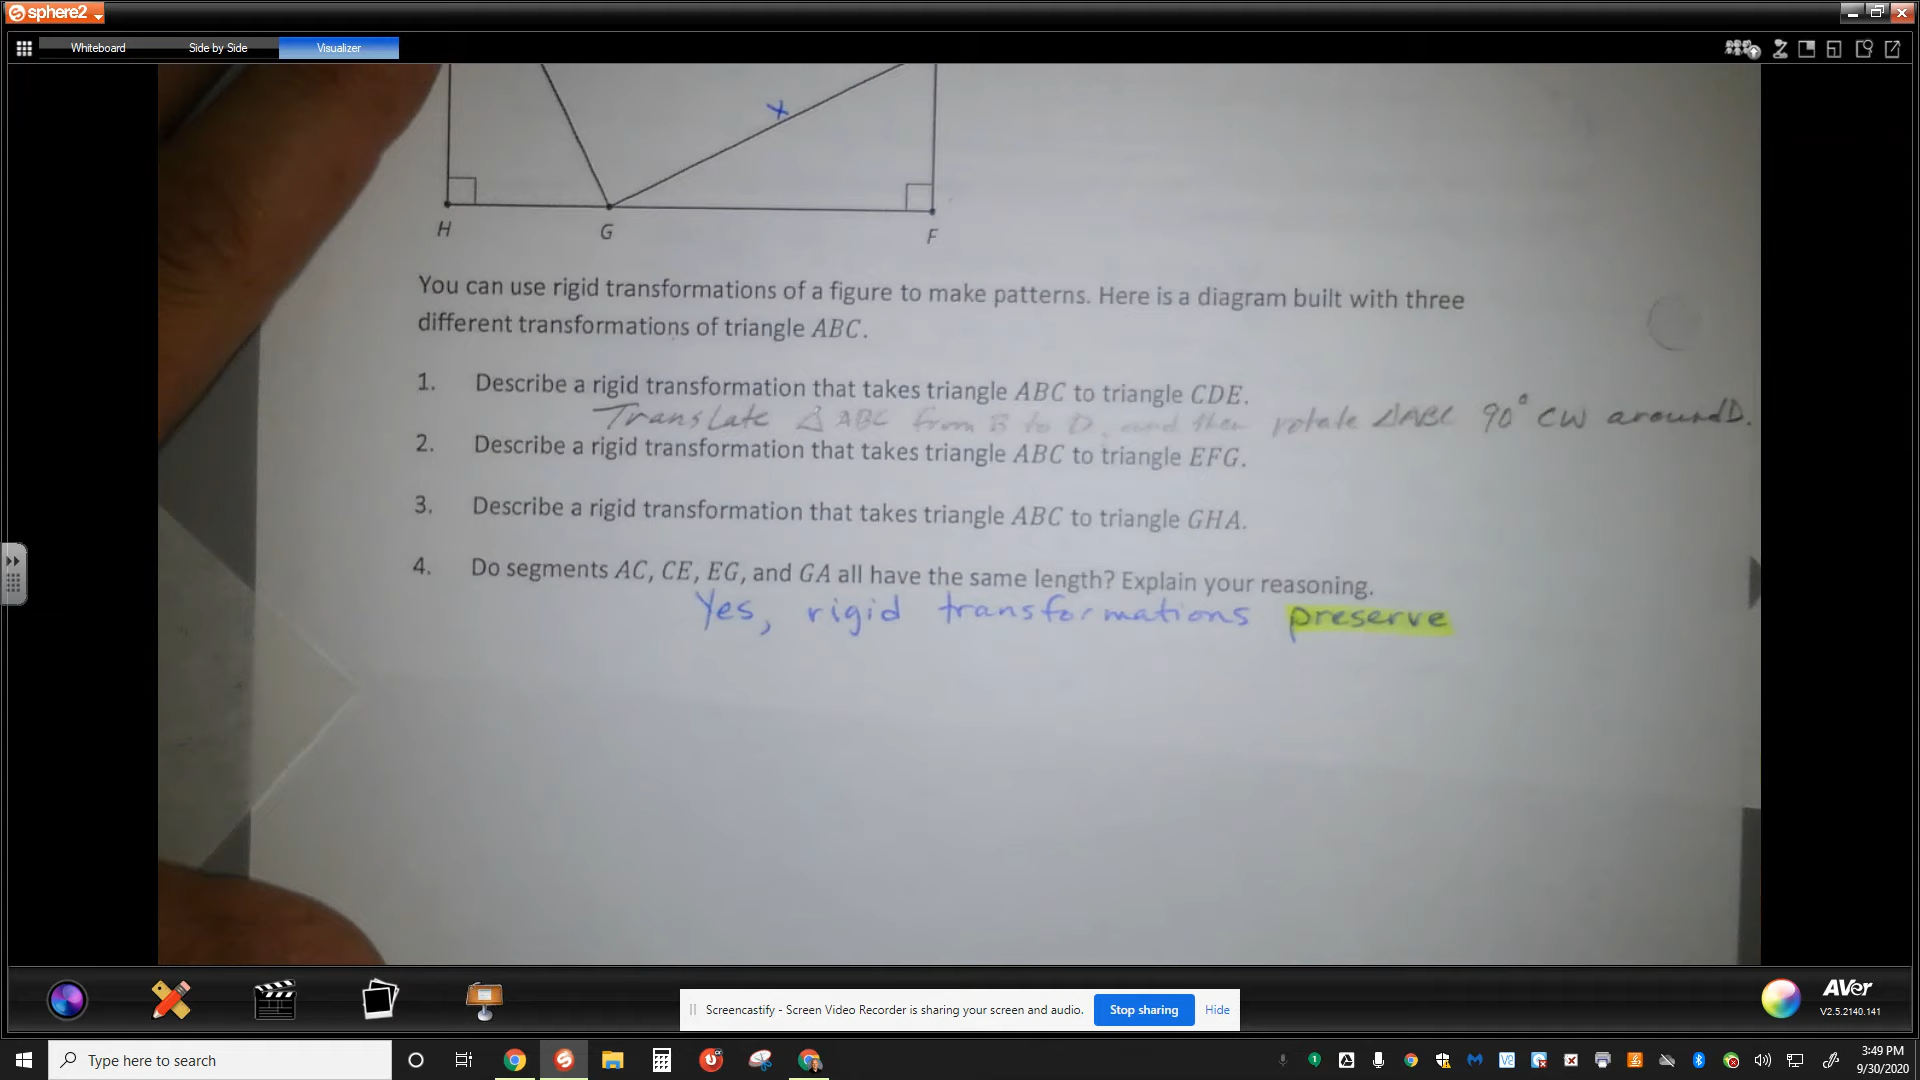 sphere2
Whiteboard Side by Side Visualizer
H G F
You can use rigid transformations of a figure to make patterns. Here is a diagram built with three
different transformations of triangle ABC.
1. Describe a rigid transformation that takes triangle ABC to triangle CDE.
Translate △ABC from B to D, and then rotate △ABC 90° CW around D.
2. Describe a rigid transformation that takes triangle ABC to triangle EFG.
3. Describe a rigid transformation that takes triangle ABC to triangle GHA.
4. Do segments AC, CE, EG, and GA all have the same length? Explain your reasoning.
Yes, rigid transformations preserve
Screencastify - Screen Video Recorder is sharing your screen and audio. Stop sharing Hide
AVer
V2.5.2140.141
Type here to search
3:49 PM
9/30/2020